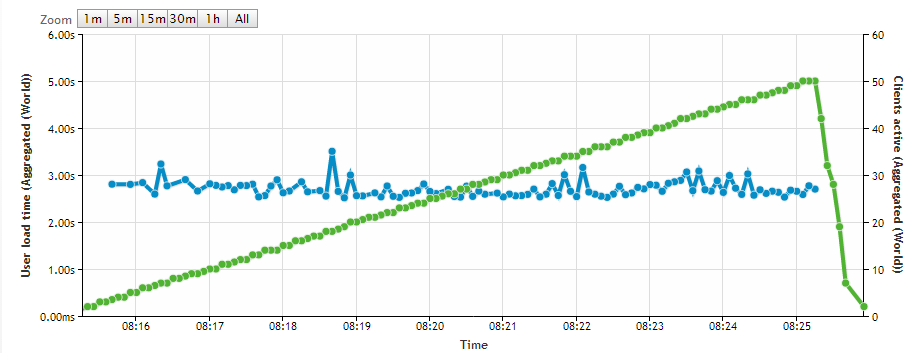 Zoom 1m 5m 15m 30m 1h All
6.00s
5.00s
4.00s
3.00s
2.00s
1.00s
0.00ms
User load time (Aggregated (World))
60
50
40
30
20
10
0
Clients active (Aggregated (World))
08:16 08:17 08:18 08:19 08:20 08:21 08:22 08:23 08:24 08:25
Time